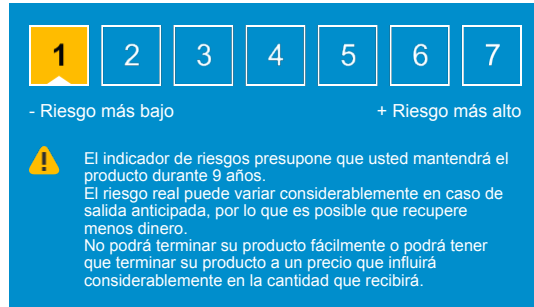 1 2 3 4 5 6 7
- Riesgo más bajo + Riesgo más alto
El indicador de riesgos presupone que usted mantendrá el
producto durante 9 años.
El riesgo real puede variar considerablemente en caso de
salida anticipada, por lo que es posible que recupere
menos dinero.
No podrá terminar su producto fácilmente o podrá tener
que terminar su producto a un precio que influirá
considerablemente en la cantidad que recibirá.